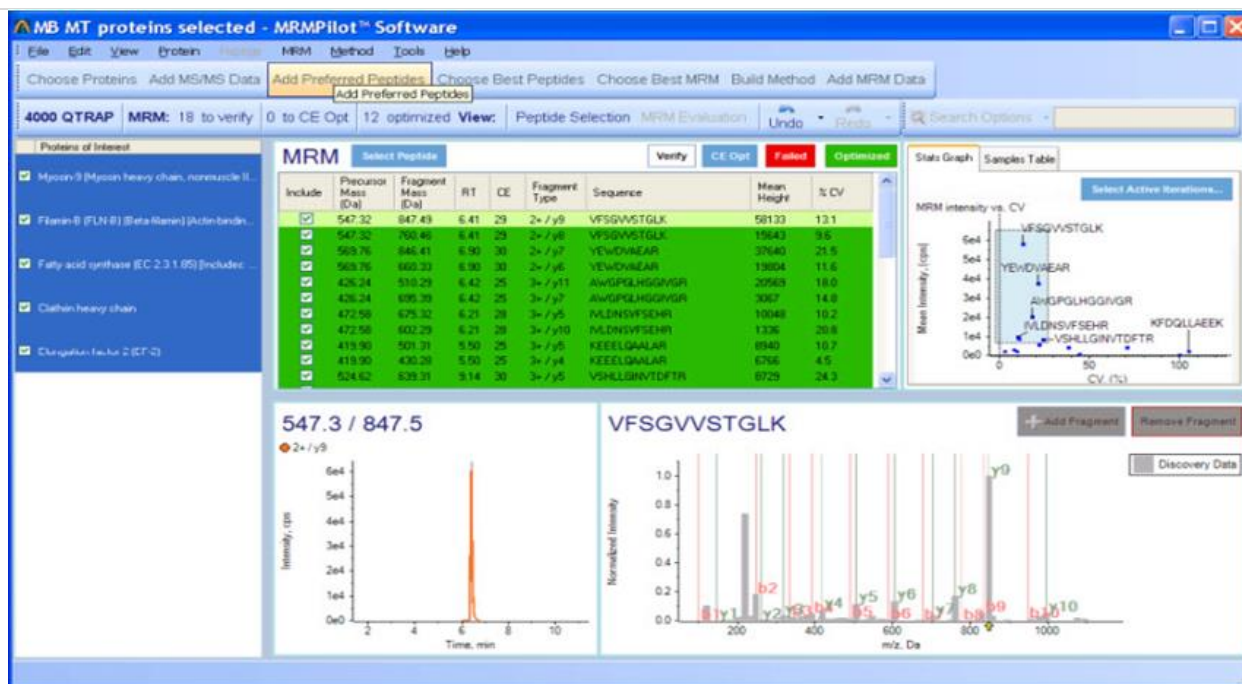 MB MT proteins selected - MRMPilot™ Software
File Edit View Protein MRM Method Tools Help
Choose Proteins Add MS/MS Data Add Preferred Peptides Choose Best Peptides Choose Best MRM Build Method Add MRM Data
Add Preferred Peptides
4000 QTRAP MRM: 18 to verify 0 to CE Opt 12 optimized View: Peptide Selection MRM Evaluation Undo Redo Search Options
Proteins of Interest
Myosin-9 (Myosin heavy chain, nonmuscle II...
Filamin-B (FLN-B) (Beta-filamin) (Actin-bindin...
Fatty acid synthase (EC 2.3.1.85) [Includes: ...
Clathrin heavy chain
Elongation factor 2 (EF-2)
MRM Select Peptide Verify CE Opt Failed Optimized
Include Precursor Mass (Da) Fragment Mass (Da) RT CE Fragment Type Sequence Mean Height % CV
547.32 847.49 6.41 29 2+ / y9 VFSGVVSTGLK 58133 13.1
547.32 760.46 6.41 29 2+ / y8 VFSGVVSTGLK 15643 9.6
569.76 846.41 6.90 30 2+ / y7 YEWDVAEAR 37640 21.5
569.76 660.33 6.90 30 2+ / y6 YEWDVAEAR 19804 11.6
426.24 510.29 6.42 25 3+ / y11 AWGPGLHGGIVGR 20569 18.0
426.24 695.39 6.42 25 3+ / y7 AWGPGLHGGIVGR 3067 14.8
472.58 675.32 6.21 28 3+ / y5 IVLDNSVFSEHR 10048 10.2
472.58 602.29 6.21 28 3+ / y10 IVLDNSVFSEHR 1336 20.8
419.90 501.31 5.50 25 3+ / y5 KEEELQAALAR 8940 10.7
419.90 430.28 5.50 25 3+ / y4 KEEELQAALAR 6766 4.5
524.62 639.31 9.14 30 3+ / y5 VSHLLGINVTDFTR 8729 24.3
Stats Graph Samples Table
Select Active Iterations...
MRM intensity vs. CV
Mean Intensity, (cps)
6e4
5e4
4e4
3e4
2e4
1e4
0e0
VFSGVVSTGLK
YEWDVAEAR
AWGPGLHGGIVGR
IVLDNSVFSEHR KFDQLLAEEK
VSHLLGINVTDFTR
0 50 100
CV, (%)
547.3 / 847.5
2+ / y9
Intensity, cps
6e4
5e4
4e4
3e4
2e4
1e4
0e0
2 4 6 8 10
Time, min
VFSGVVSTGLK
Add Fragment Remove Fragment
Discovery Data
Normalized Intensity
1.0
0.8
0.6
0.4
0.2
0.0
b1 y1 b2 y2 y3 b3 b4 y4 b5 y5 b6 y6 y7 b8 y8 b9 y9 b10 y10
200 400 600 800 1000
m/z, Da